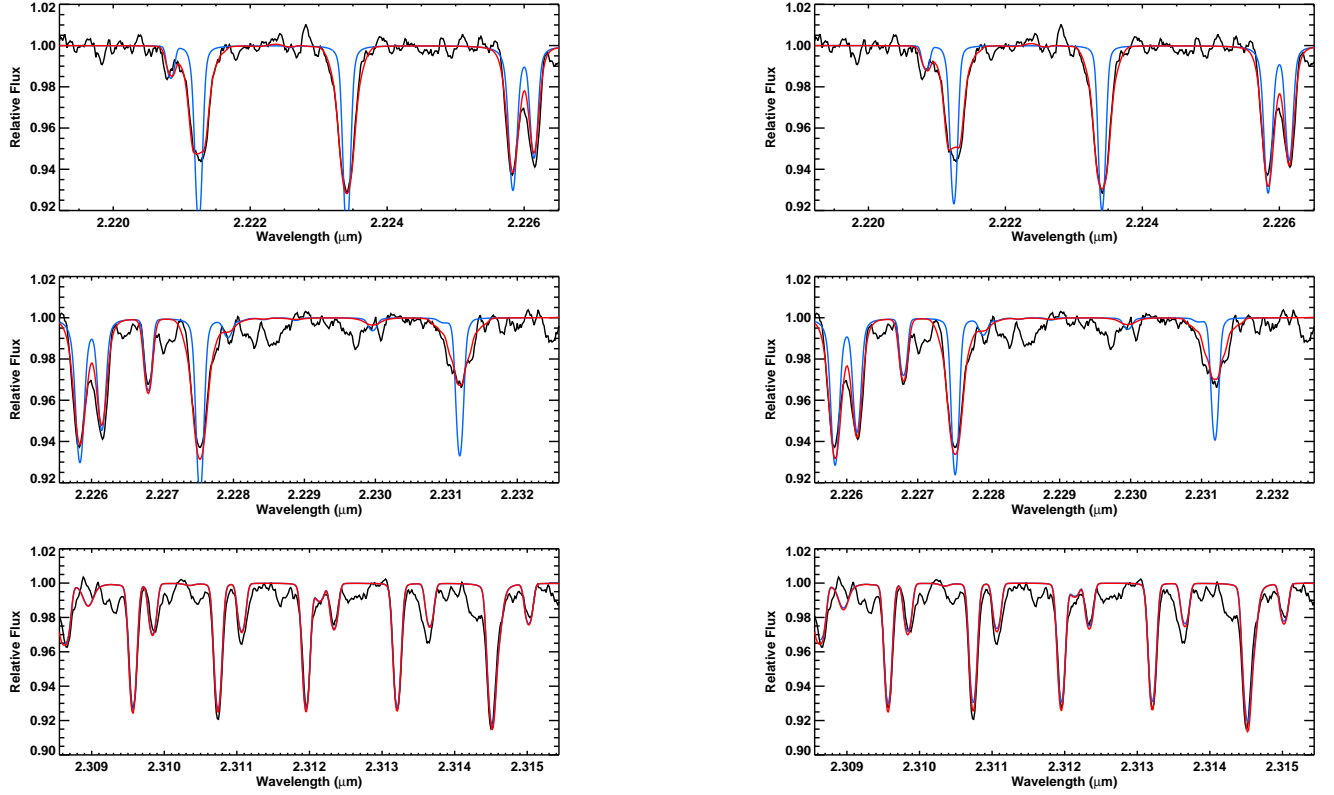 1.02
1.00
0.98
0.96
0.94
0.92
Relative Flux
2.220 2.222 2.224 2.226
Wavelength (μm)
1.02
1.00
0.98
0.96
0.94
0.92
Relative Flux
2.220 2.222 2.224 2.226
Wavelength (μm)
1.02
1.00
0.98
0.96
0.94
0.92
Relative Flux
2.226 2.227 2.228 2.229 2.230 2.231 2.232
Wavelength (μm)
1.02
1.00
0.98
0.96
0.94
0.92
Relative Flux
2.226 2.227 2.228 2.229 2.230 2.231 2.232
Wavelength (μm)
1.02
1.00
0.98
0.96
0.94
0.92
0.90
Relative Flux
2.309 2.310 2.311 2.312 2.313 2.314 2.315
Wavelength (μm)
1.02
1.00
0.98
0.96
0.94
0.92
0.90
Relative Flux
2.309 2.310 2.311 2.312 2.313 2.314 2.315
Wavelength (μm)